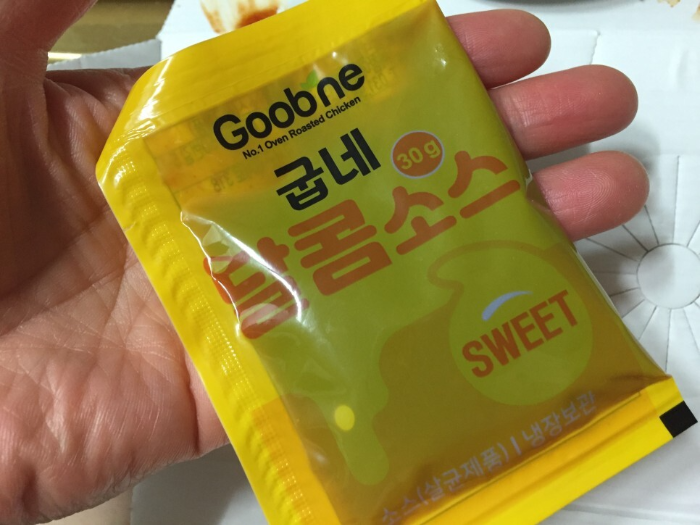 Goobne
No.1 Oven Roasted Chicken
굽네
30 g
달콤소스
SWEET
소스(살균제품) | 냉장보관